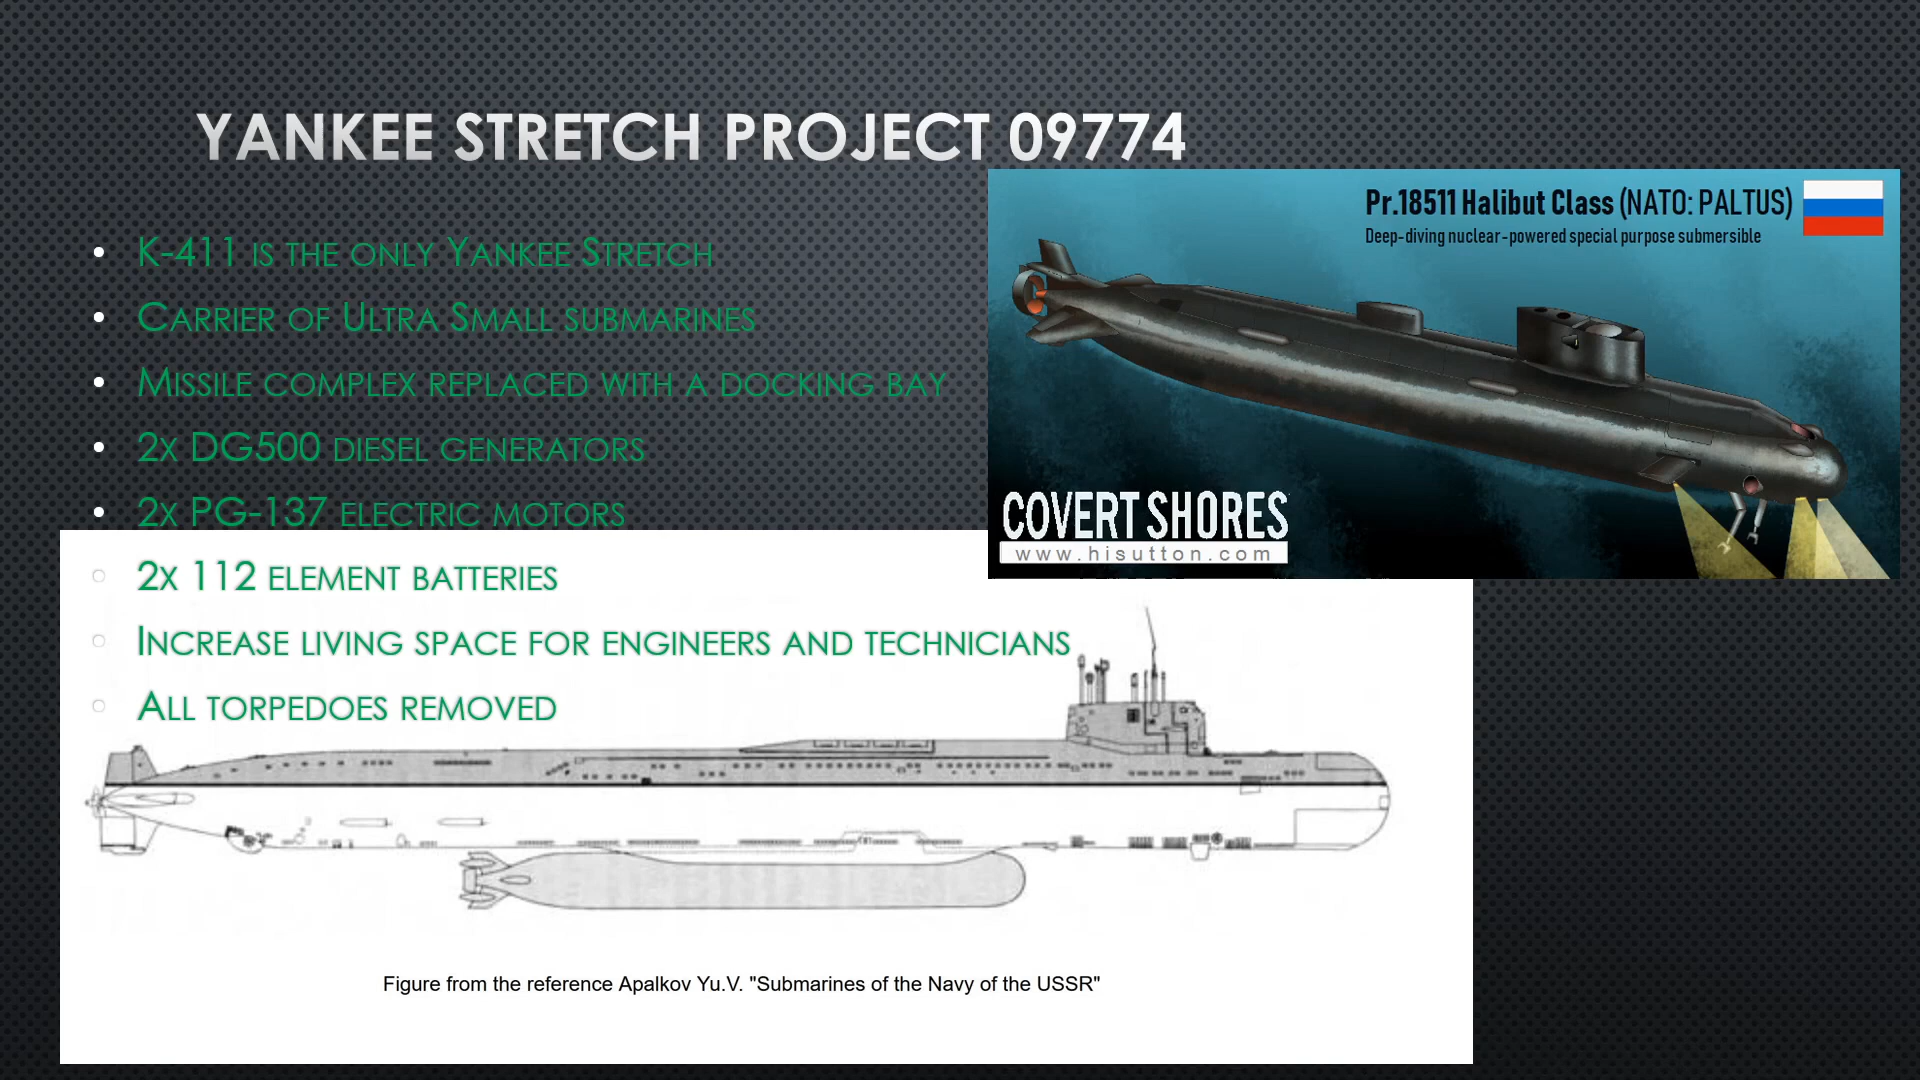 YANKEE STRETCH PROJECT 09774
• K-411 IS THE ONLY YANKEE STRETCH
• CARRIER OF ULTRA SMALL SUBMARINES
• MISSILE COMPLEX REPLACED WITH A DOCKING BAY
• 2X DG500 DIESEL GENERATORS
• 2X PG-137 ELECTRIC MOTORS
• 2X 112 ELEMENT BATTERIES
• INCREASE LIVING SPACE FOR ENGINEERS AND TECHNICIANS
• ALL TORPEDOES REMOVED
Pr.18511 Halibut Class (NATO: PALTUS)
Deep-diving nuclear-powered special purpose submersible
COVERT SHORES
www.hisutton.com
Figure from the reference Apalkov Yu.V. "Submarines of the Navy of the USSR"